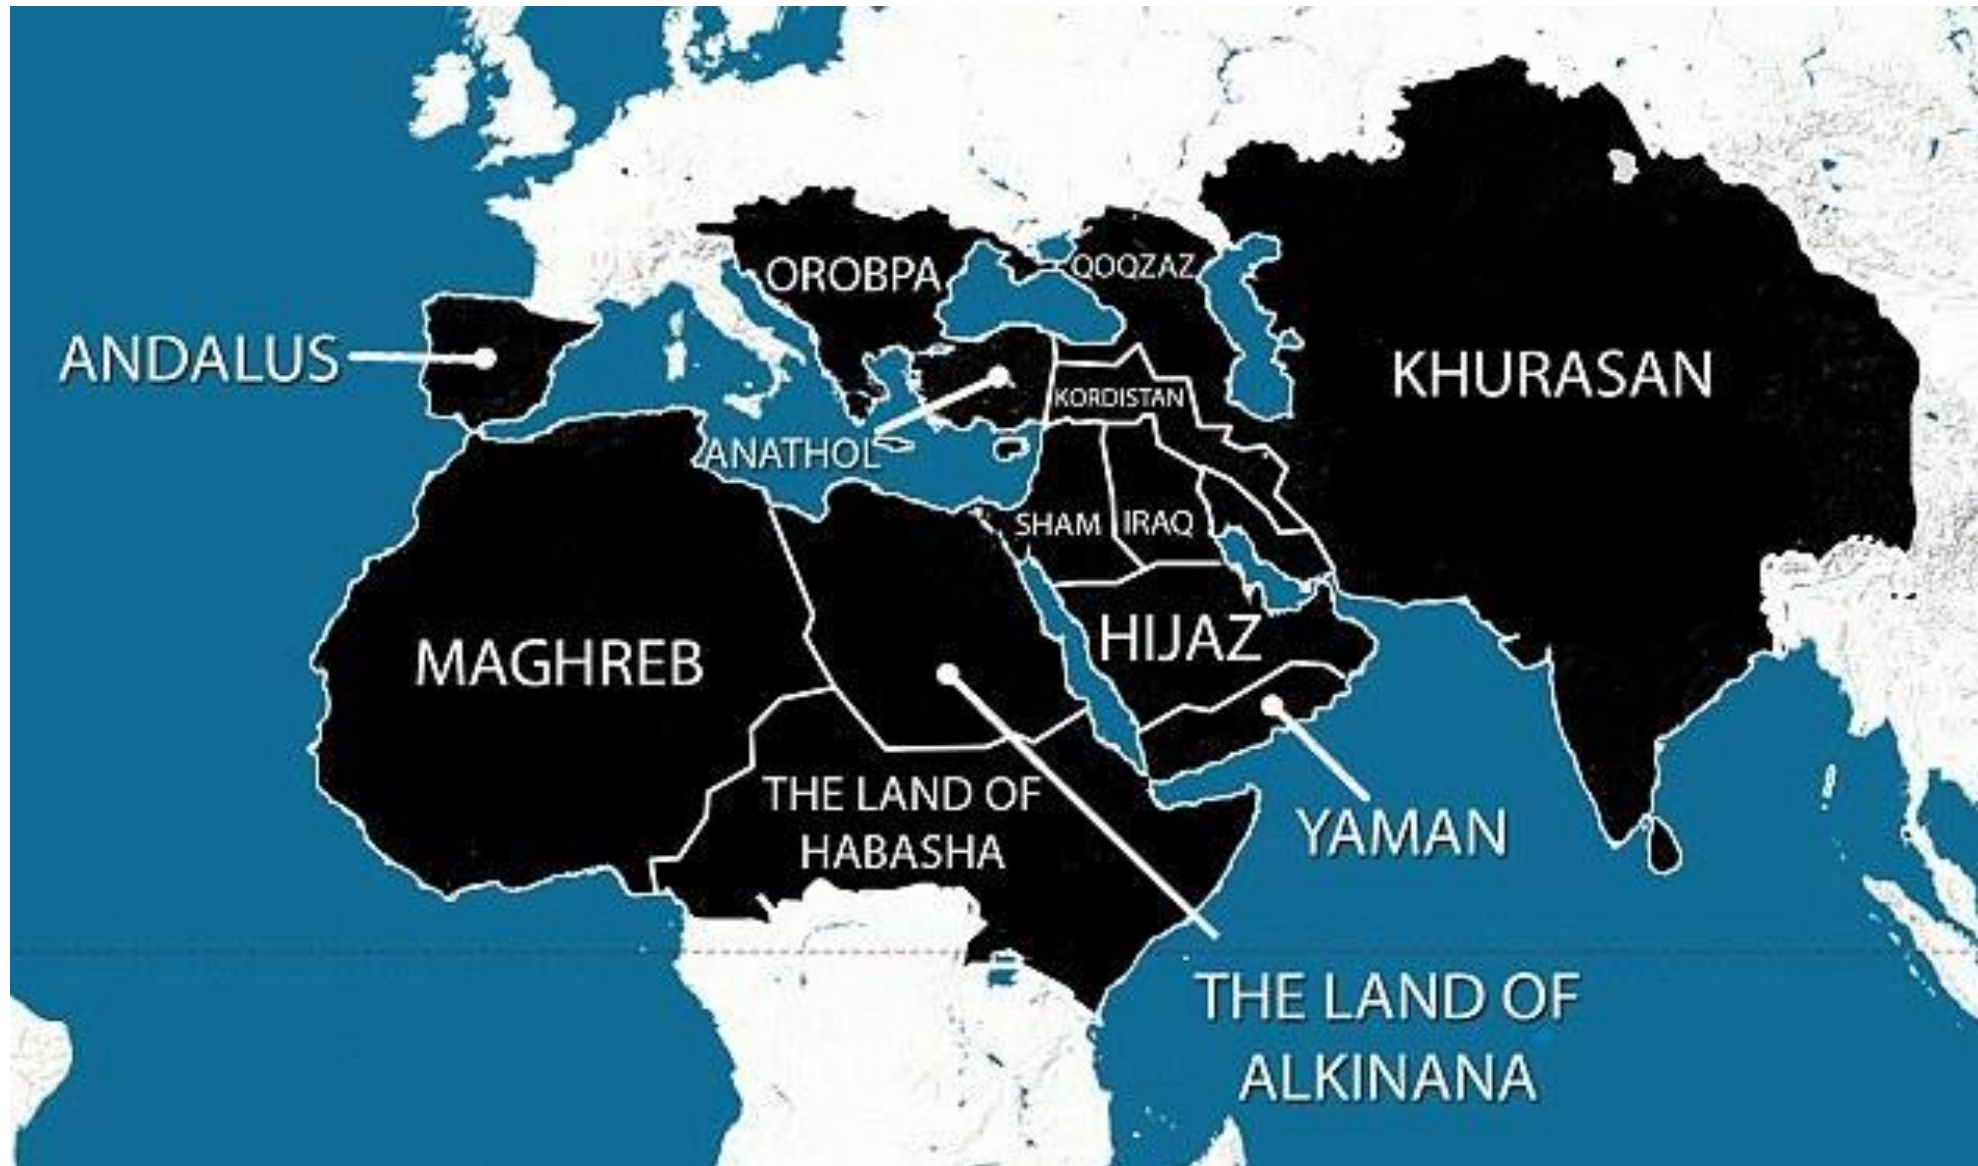 OROBPA
QOQZAZ
ANDALUS
KHURASAN
KORDISTAN
ANATHOL
SHAM
IRAQ
MAGHREB
HIJAZ
THE LAND OF
HABASHA
YAMAN
THE LAND OF
ALKINANA